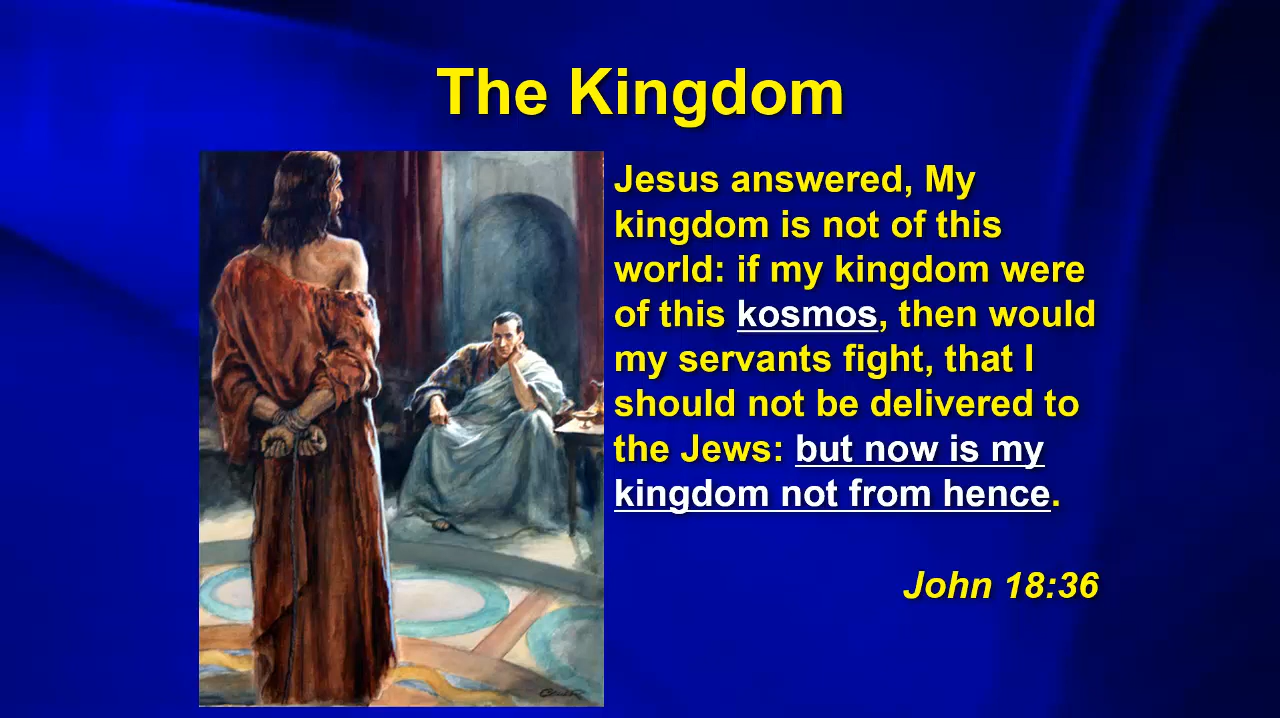 The Kingdom
Jesus answered, My
kingdom is not of this
world: if my kingdom were
of this kosmos, then would
my servants fight, that I
should not be delivered to
the Jews: but now is my
kingdom not from hence.
John 18:36